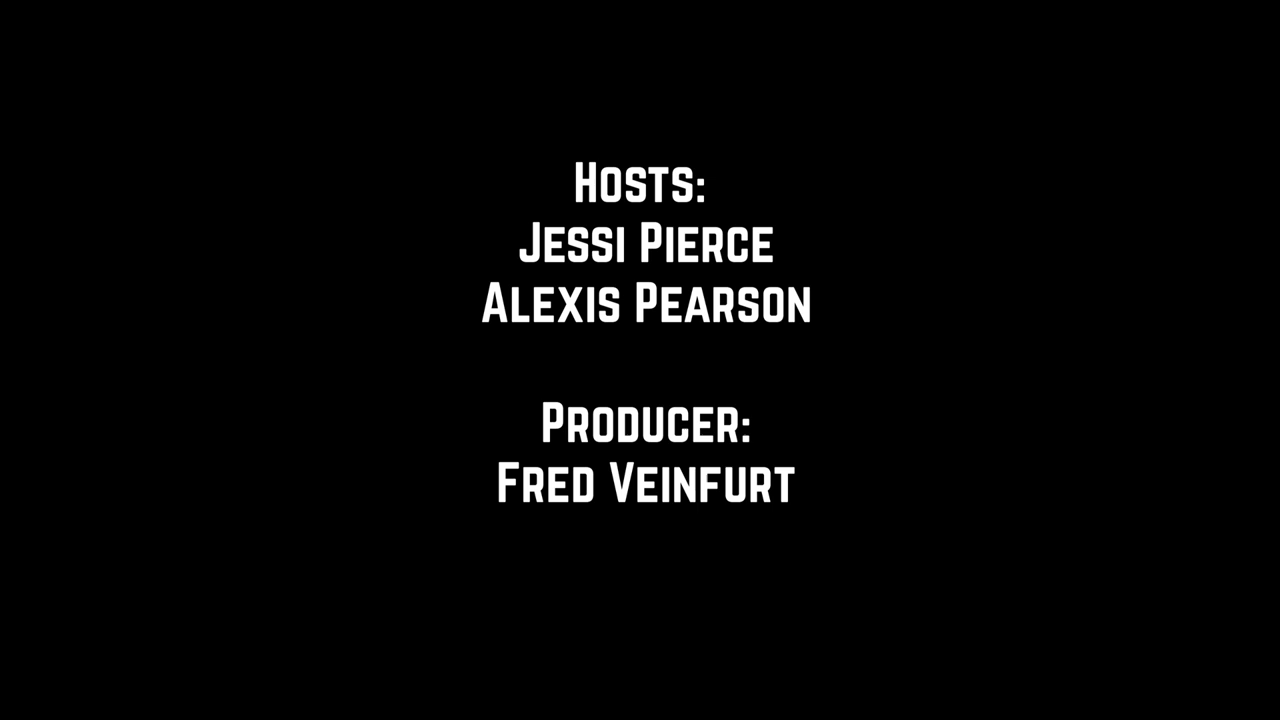 Hosts:
Jessi Pierce
Alexis Pearson
Producer:
Fred Veinfurt